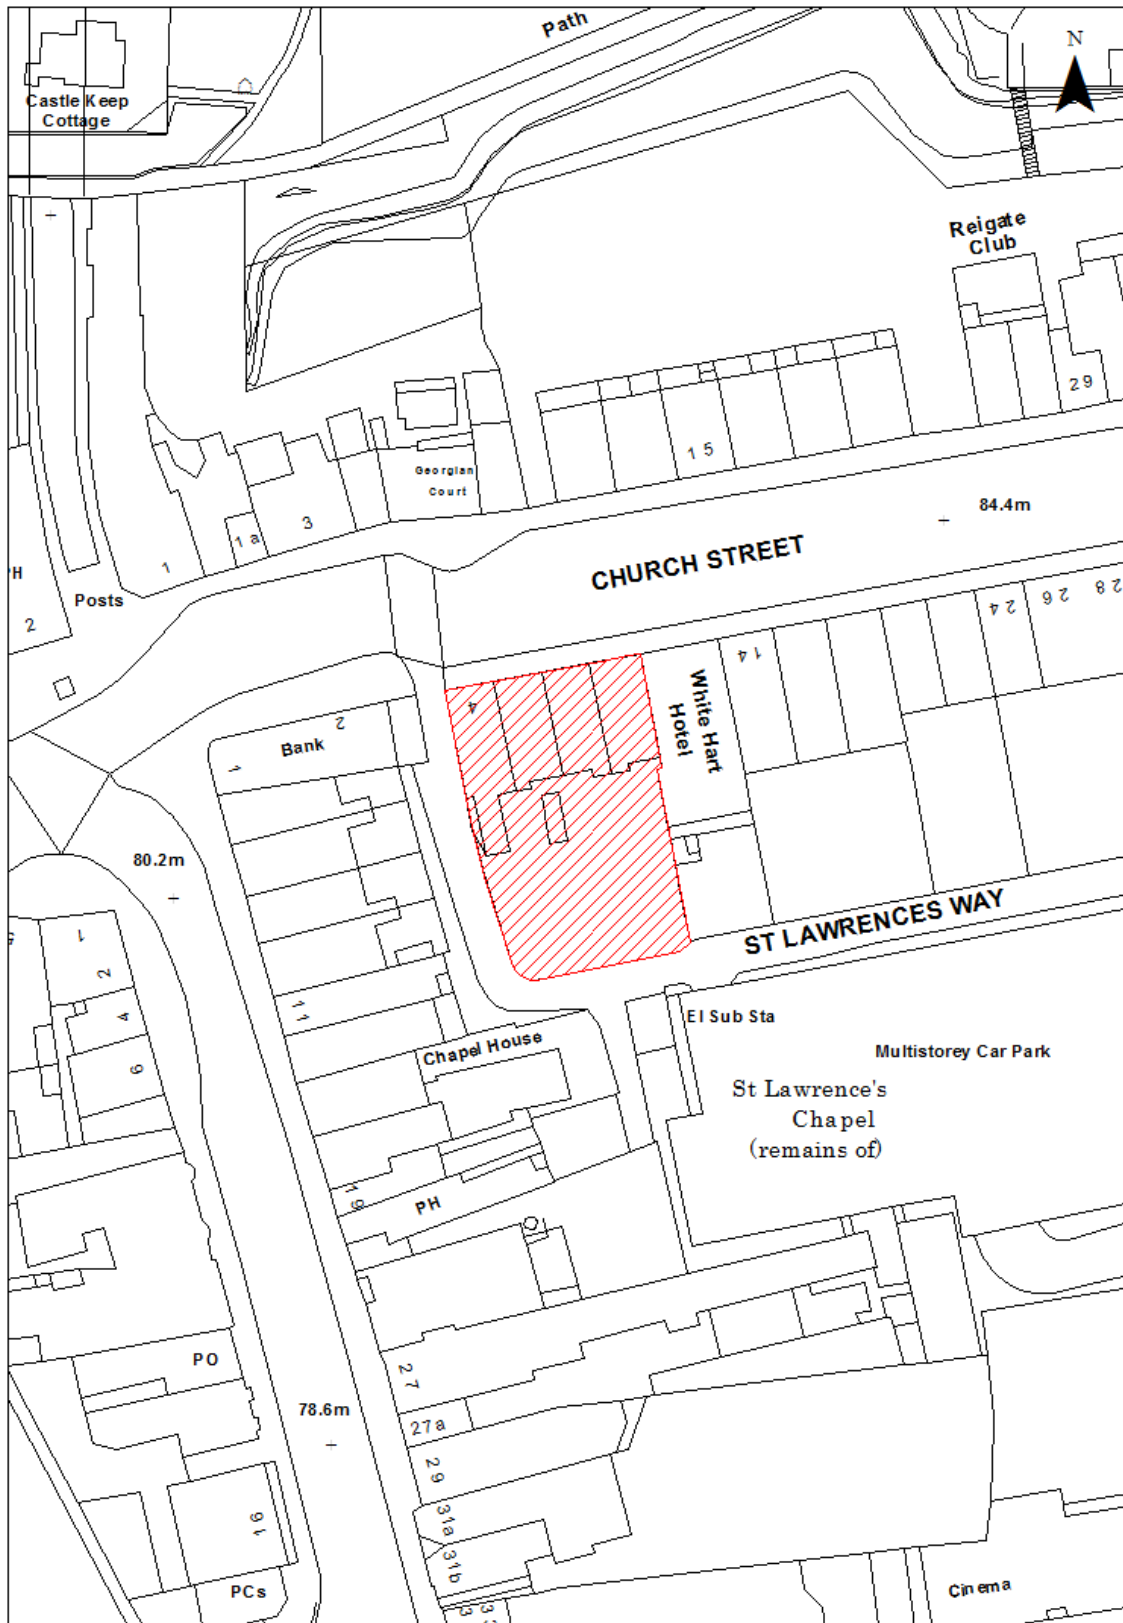 Path
N
Castle Keep
Cottage
Reigate
Club
29
15
Georgian
Court
84.4m
3
1a
1
CHURCH STREET
Posts
2
24
26
28
14
White Hart
Hotel
4
2
Bank
1
80.2m
ST LAWRENCES WAY
1
2
4
6
11
El Sub Sta
Chapel House
Multistorey Car Park
St Lawrence's
Chapel
(remains of)
19
PH
PO
27
78.6m
27a
29
31a
16
31b
PCs
Cinema